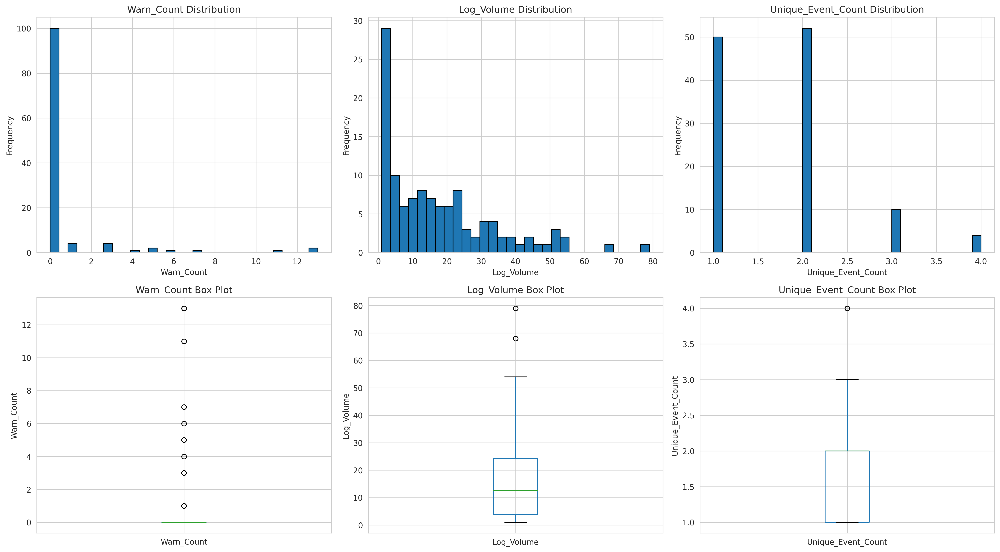 Warn_Count Distribution
100
80
60
40
20
0
Frequency
0 2 4 6 8 10 12
Warn_Count
Log_Volume Distribution
30
25
20
15
10
5
0
Frequency
0 10 20 30 40 50 60 70 80
Log_Volume
Unique_Event_Count Distribution
50
40
30
20
10
0
Frequency
1.0 1.5 2.0 2.5 3.0 3.5 4.0
Unique_Event_Count
Warn_Count Box Plot
12
10
8
6
4
2
0
Warn_Count
Warn_Count
Log_Volume Box Plot
80
70
60
50
40
30
20
10
0
Log_Volume
Log_Volume
Unique_Event_Count Box Plot
4.0
3.5
3.0
2.5
2.0
1.5
1.0
Unique_Event_Count
Unique_Event_Count